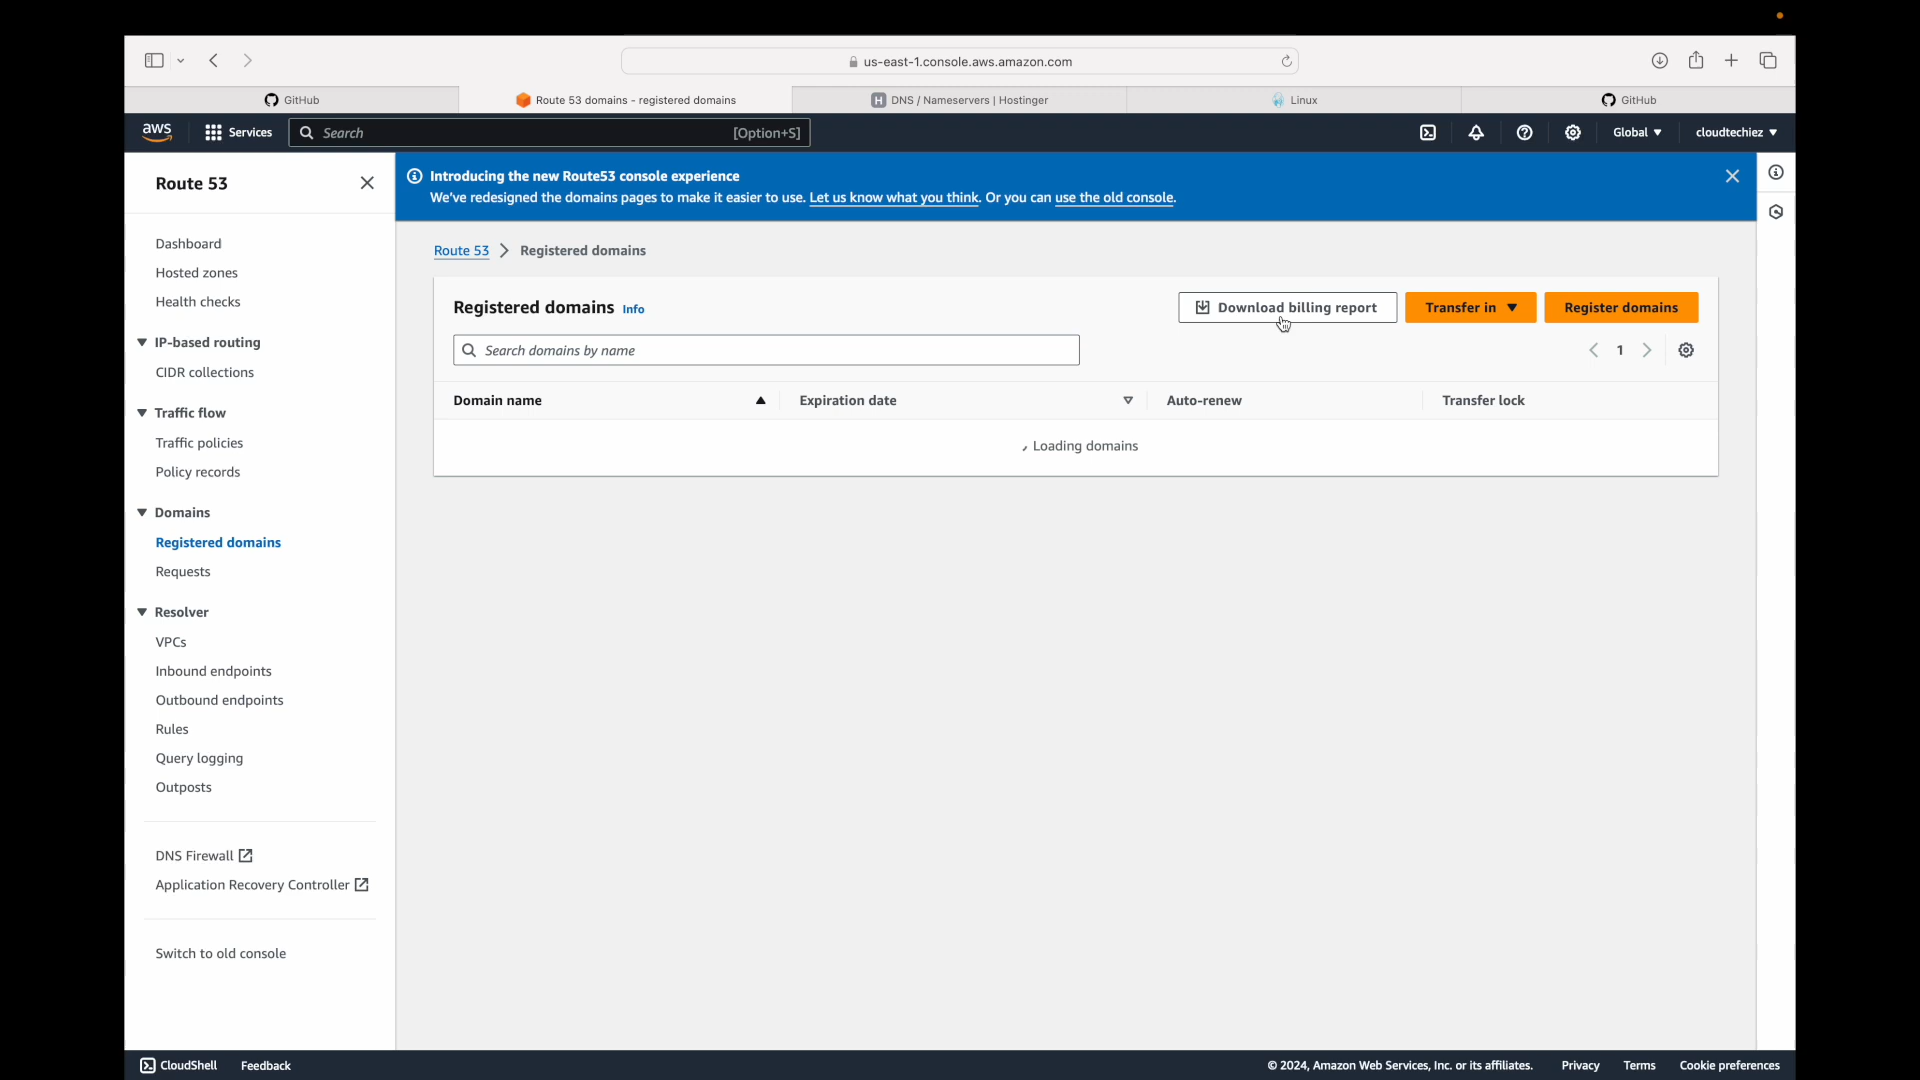 us-east-1.console.aws.amazon.com
GitHub
Route 53 domains - registered domains
H DNS / Nameservers | Hostinger
Linux
GitHub
aws
Services
Search
[Option+S]
Global
cloudtechiez
Route 53
Introducing the new Route53 console experience
We've redesigned the domains pages to make it easier to use. Let us know what you think. Or you can use the old console.
Dashboard
Hosted zones
Health checks
IP-based routing
CIDR collections
Traffic flow
Traffic policies
Policy records
Domains
Registered domains
Requests
Resolver
VPCs
Inbound endpoints
Outbound endpoints
Rules
Query logging
Outposts
DNS Firewall
Application Recovery Controller
Switch to old console
Route 53 > Registered domains
Registered domains Info
Download billing report
Transfer in
Register domains
Search domains by name
1
Domain name
Expiration date
Auto-renew
Transfer lock
Loading domains
CloudShell
Feedback
© 2024, Amazon Web Services, Inc. or its affiliates.
Privacy
Terms
Cookie preferences